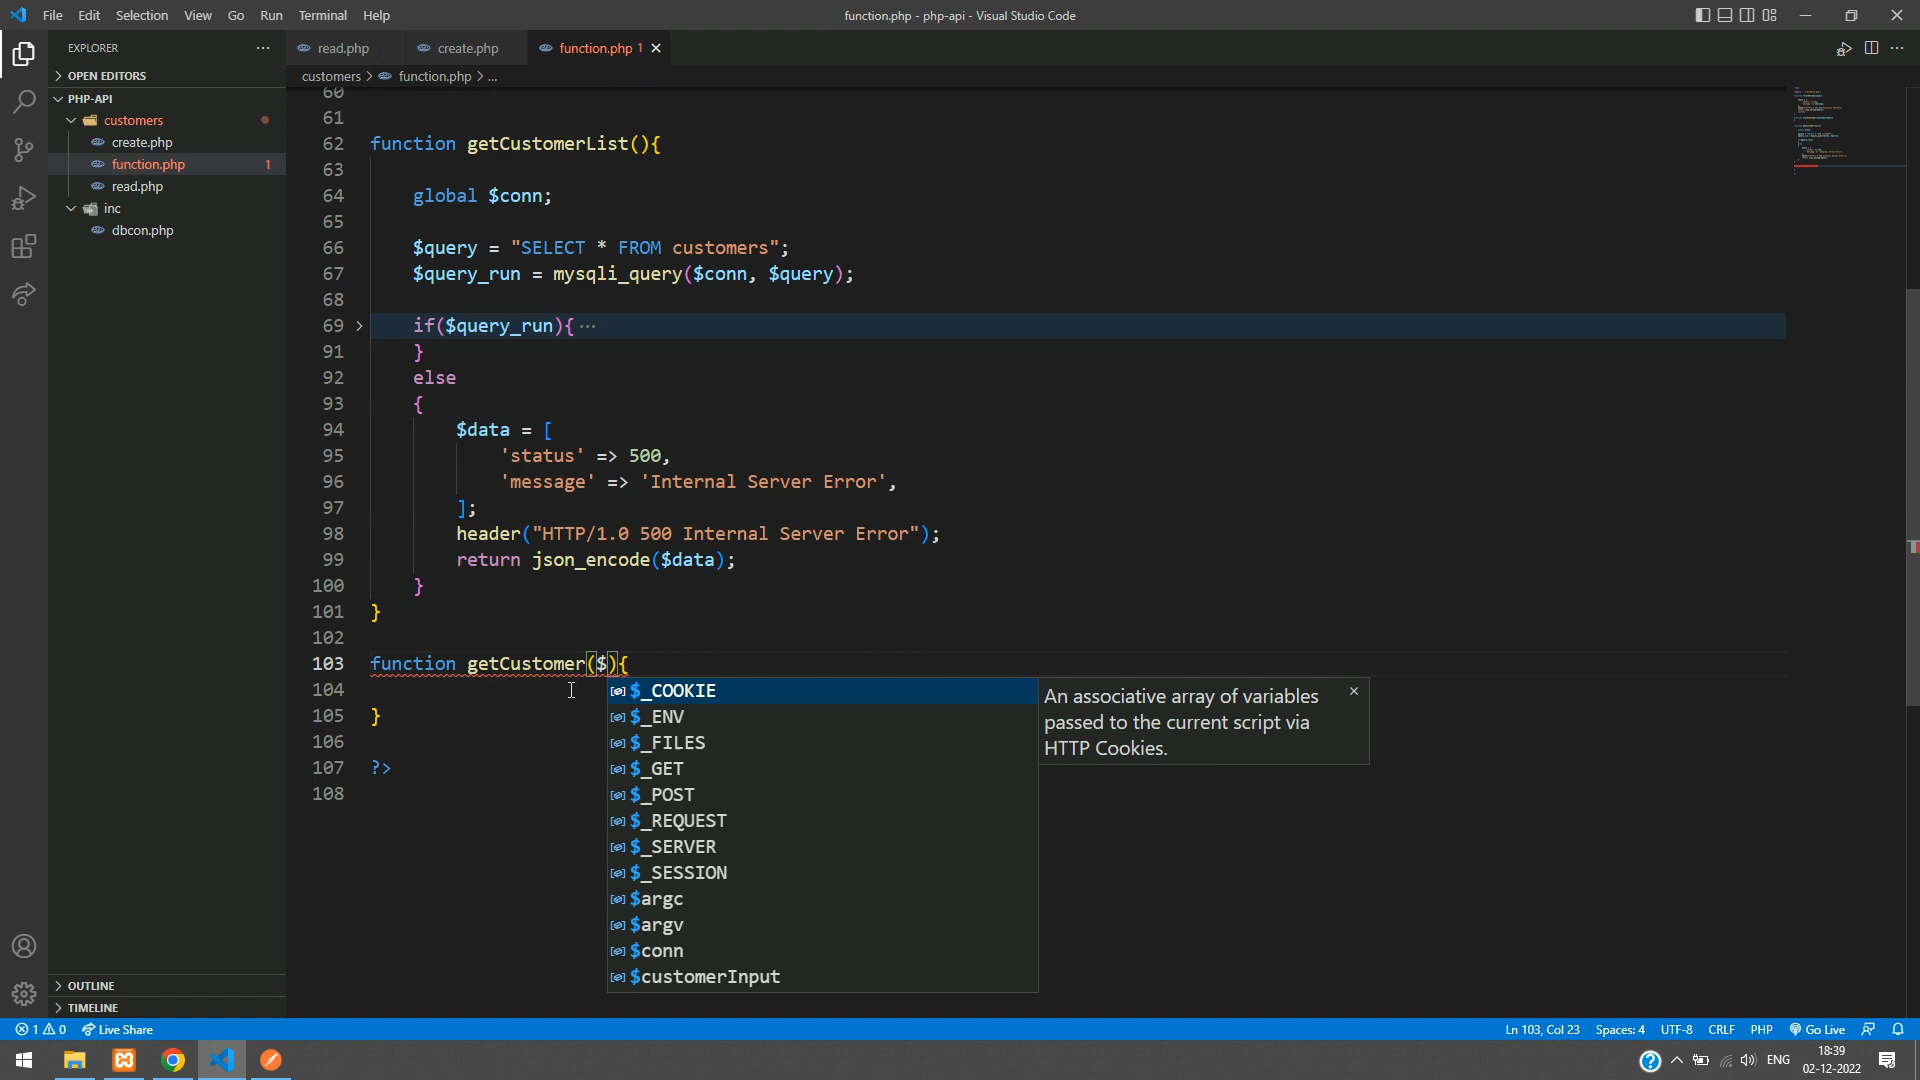 File Edit Selection View Go Run Terminal Help
function.php - php-api - Visual Studio Code
EXPLORER
read.php
create.php
function.php 1
OPEN EDITORS
customers > function.php > ...
PHP-API
customers
create.php
function.php 1
read.php
inc
dbcon.php
60
61
62 function getCustomerList(){
63
64 global $conn;
65
66 $query = "SELECT * FROM customers";
67 $query_run = mysqli_query($conn, $query);
68
69 if($query_run){ ...
91 }
92 else
93 {
94 $data = [
95 'status' => 500,
96 'message' => 'Internal Server Error',
97 ];
98 header("HTTP/1.0 500 Internal Server Error");
99 return json_encode($data);
100 }
101 }
102
103 function getCustomer($){
104
105 }
106
107 ?>
108
$_COOKIE
$_ENV
$_FILES
$_GET
$_POST
$_REQUEST
$_SERVER
$_SESSION
$argc
$argv
$conn
$customerInput
An associative array of variables
passed to the current script via
HTTP Cookies.
OUTLINE
TIMELINE
1 0 Live Share
Ln 103, Col 23 Spaces: 4 UTF-8 CRLF PHP Go Live
ENG
18:39
02-12-2022